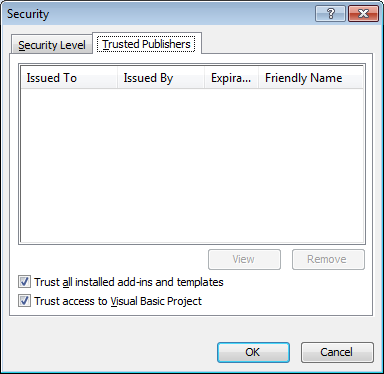 Security
Security Level Trusted Publishers
Issued To Issued By Expira... Friendly Name
View Remove
Trust all installed add-ins and templates
Trust access to Visual Basic Project
OK Cancel